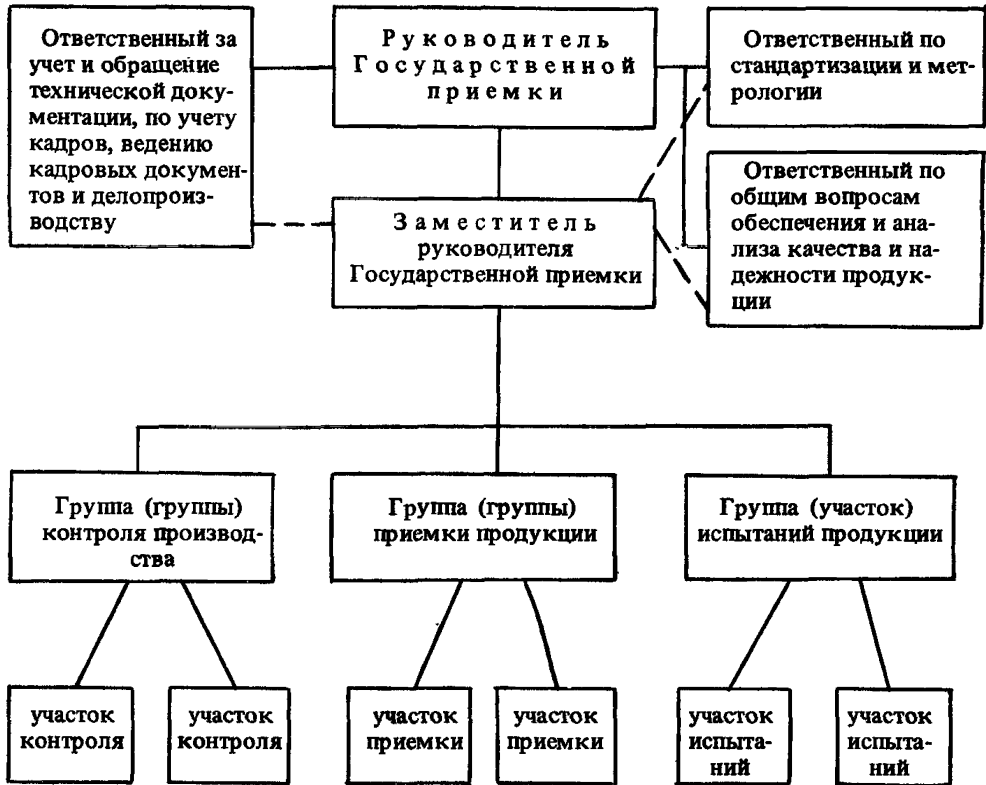 Ответственный за
учет и обращение
технической доку-
ментации, по учету
кадров, ведению
кадровых докумен-
тов и делопроиз-
водству
Руководитель
Государственной
приемки
Ответственный по
стандартизации и мет-
рологии
Заместитель
руководителя
Государственной приемки
Ответственный по
общим вопросам
обеспечения и ана-
лиза качества и на-
дежности продук-
ции
Группа (группы)
контроля производ-
ства
Группа (группы)
приемки продукции
Группа (участок)
испытаний продукции
участок
контроля
участок
контроля
участок
приемки
участок
приемки
участок
испыта-
ний
участок
испыта-
ний